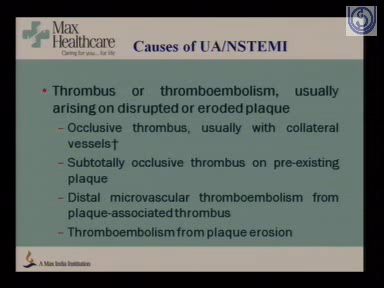 Max
Healthcare
Caring for you... for life
Causes of UA/NSTEMI
• Thrombus or thromboembolism, usually
arising on disrupted or eroded plaque
– Occlusive thrombus, usually with collateral
vessels†
– Subtotally occlusive thrombus on pre-existing
plaque
– Distal microvascular thromboembolism from
plaque-associated thrombus
– Thromboembolism from plaque erosion
A Max India Institution